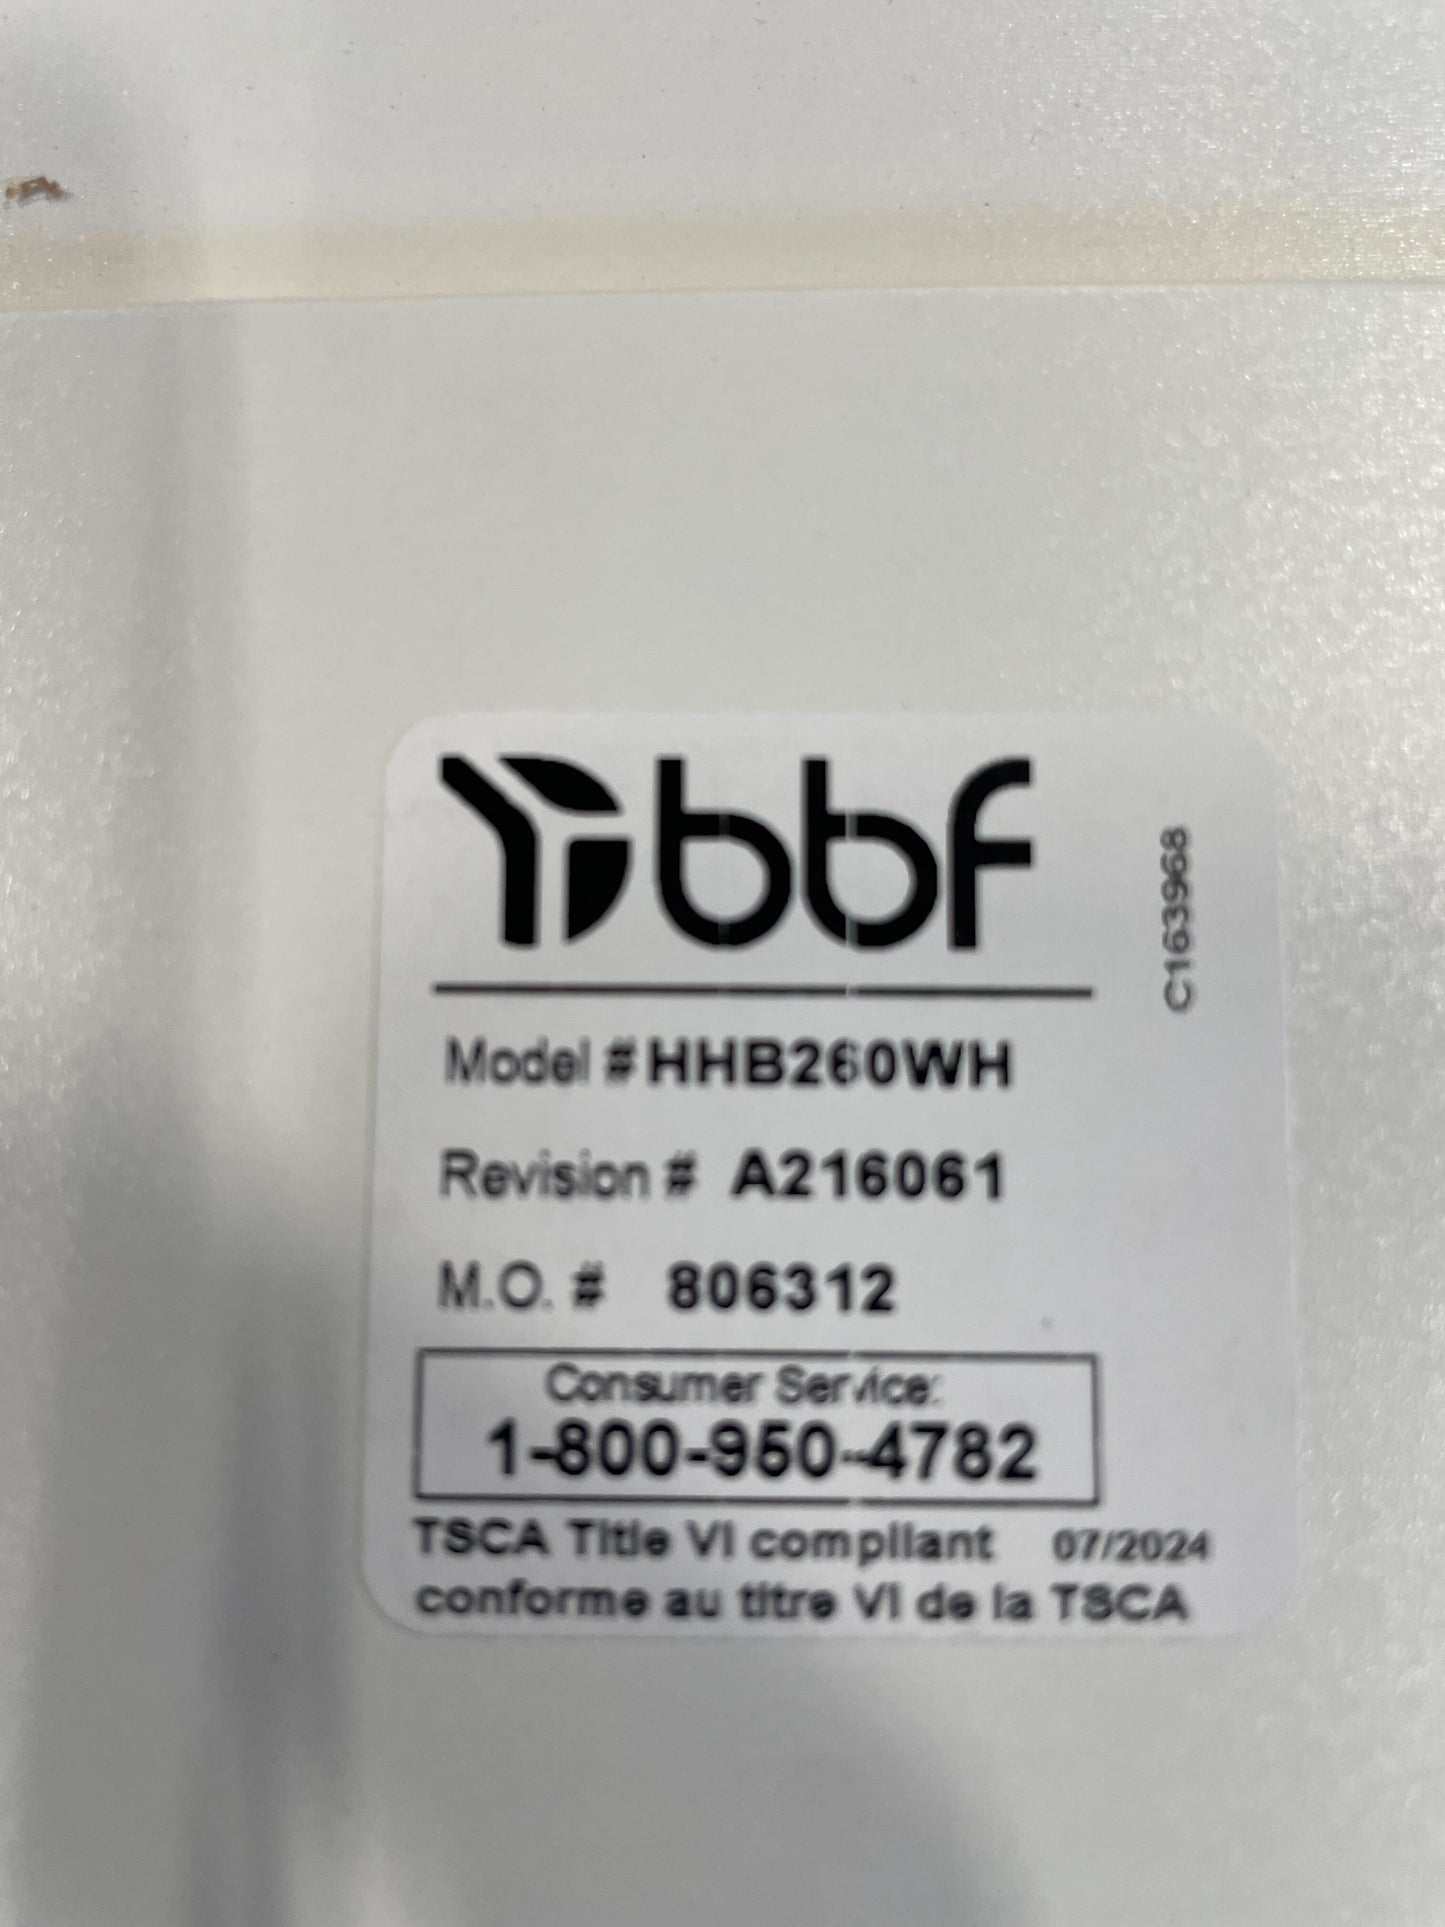 bbf
C163968
Model # HHB260WH
Revision # A216061
M.O. # 806312
Consumer Service:
1-800-950-4782
TSCA Title VI compliant 07/2024
conforme au titre VI de la TSCA